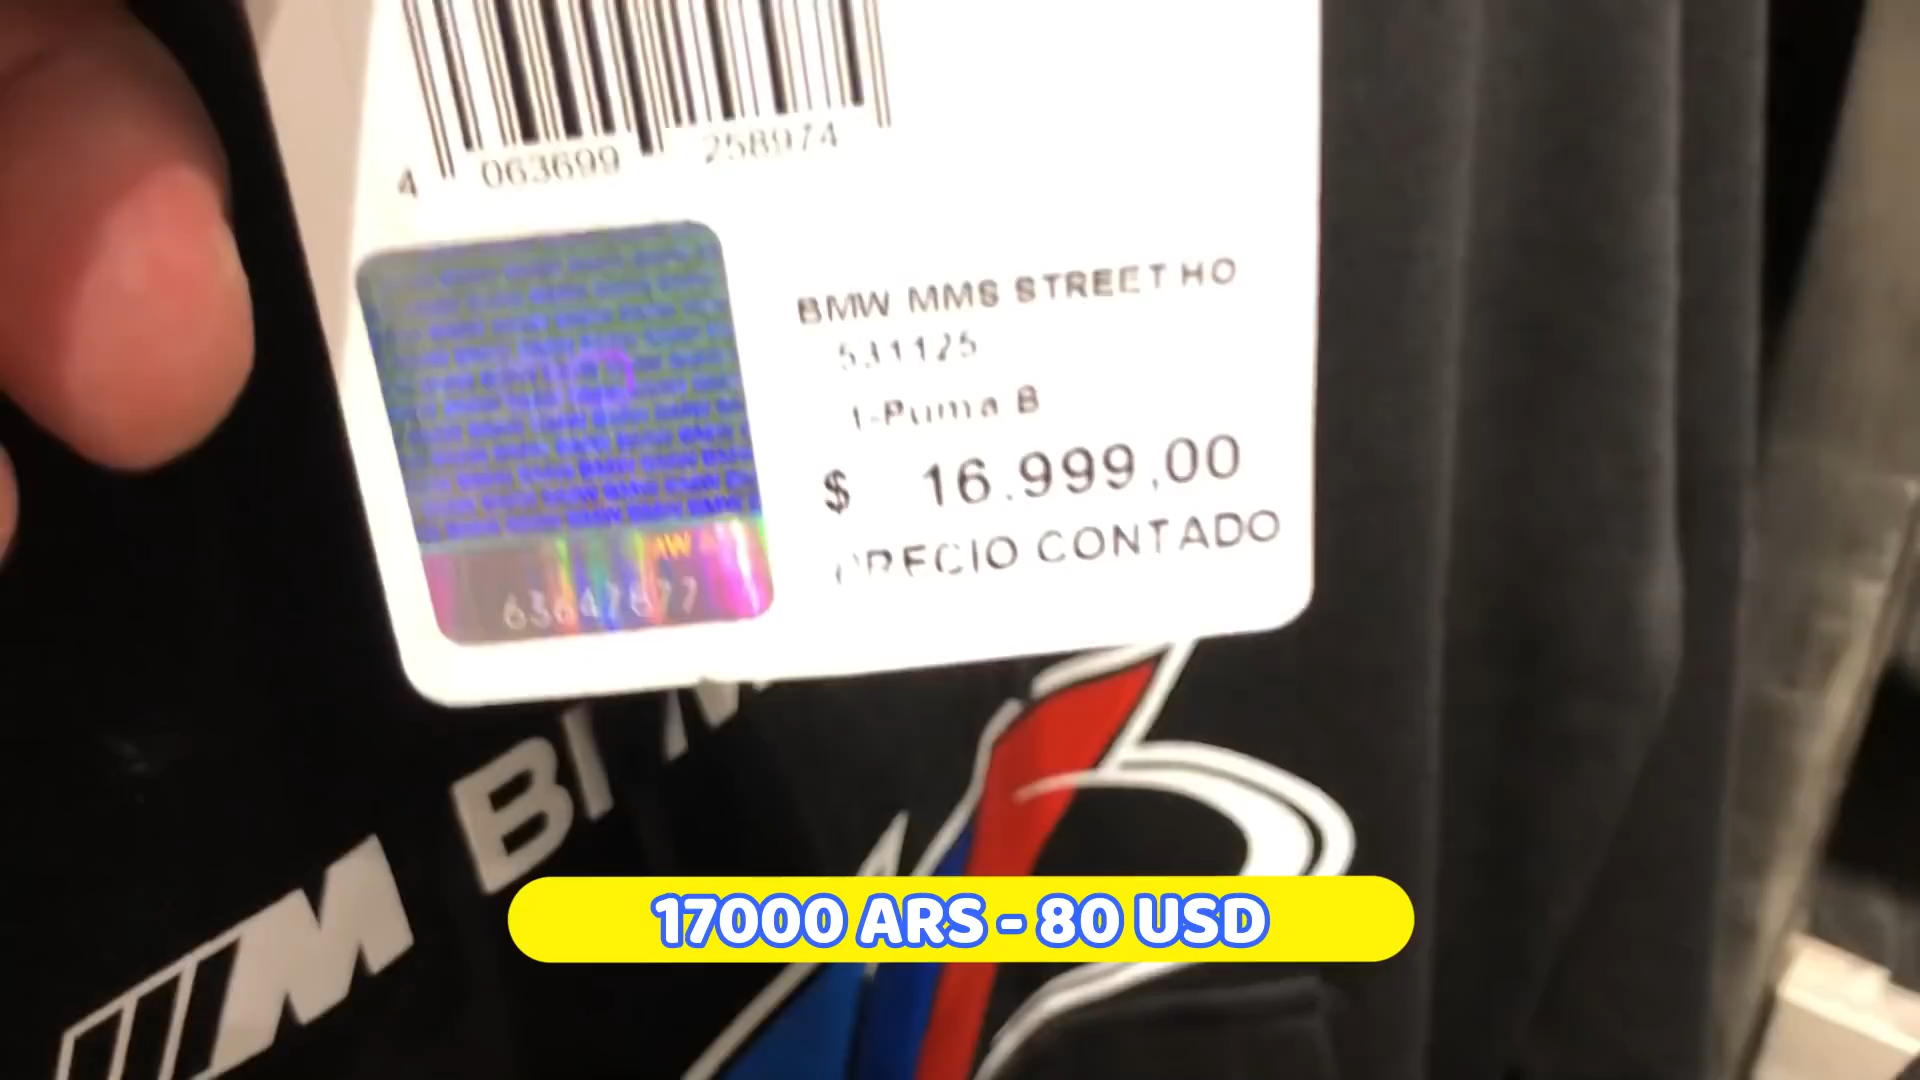 4 063699 258974
BMW MMS STREET HO
531125
1-Puma B
$ 16.999,00
PRECIO CONTADO
63647677
M BMW
17000 ARS - 80 USD